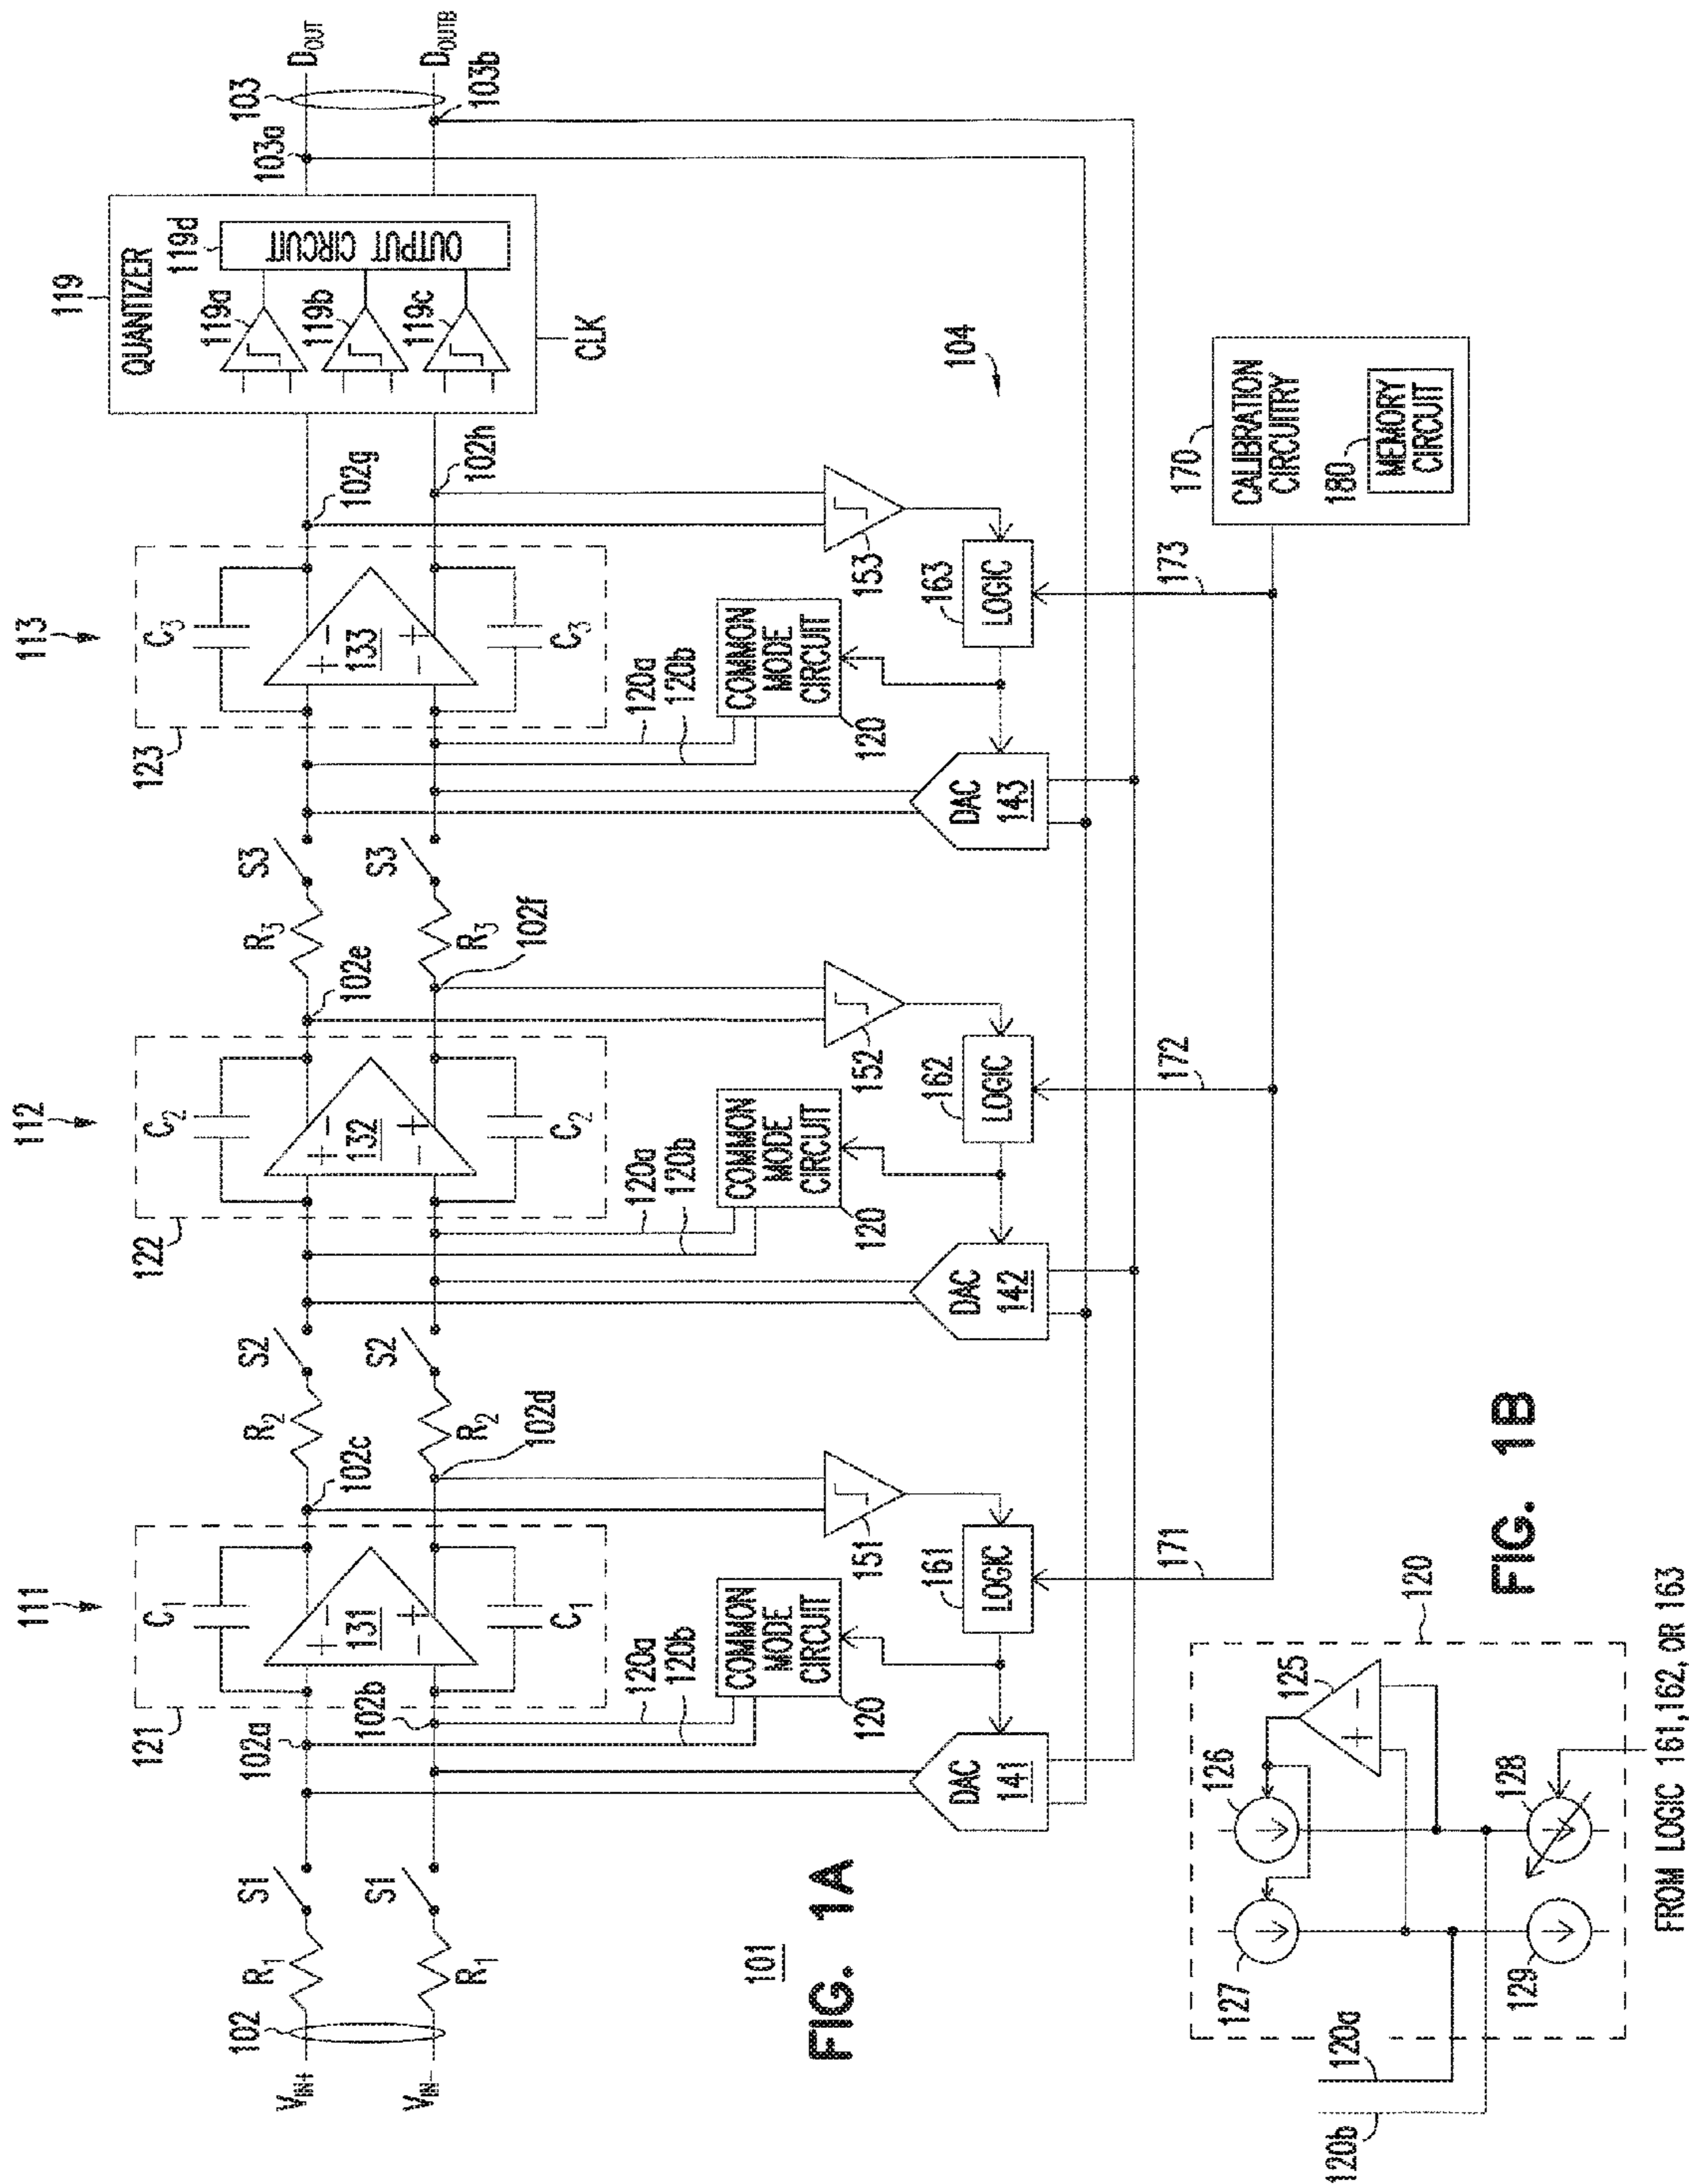 111
112
113
119
QUANTIZER
119a
119b
119c
119d
OUTPUT CIRCUIT
CLK
103
103a
103b
DOUT
DOUTB
121
C1
+ −
131
− +
C1
122
C2
+ −
132
− +
C2
123
C3
+ −
133
− +
C3
VIN+
VIN−
102
R1
R1
S1
S1
102a
102b
102c
102d
R2
R2
S2
S2
102e
102f
R3
R3
S3
S3
102g
102h
120a
120b
COMMON
MODE
CIRCUIT
120
120a
120b
COMMON
MODE
CIRCUIT
120
120a
120b
COMMON
MODE
CIRCUIT
120
151
152
153
104
DAC
141
161
LOGIC
DAC
142
162
LOGIC
DAC
143
163
LOGIC
171
172
173
170
CALIBRATION
CIRCUITRY
180
MEMORY
CIRCUIT
101
FIG. 1A
120
127
126
125
+ −
129
128
120a
120b
FROM LOGIC 161,162, OR 163
FIG. 1B